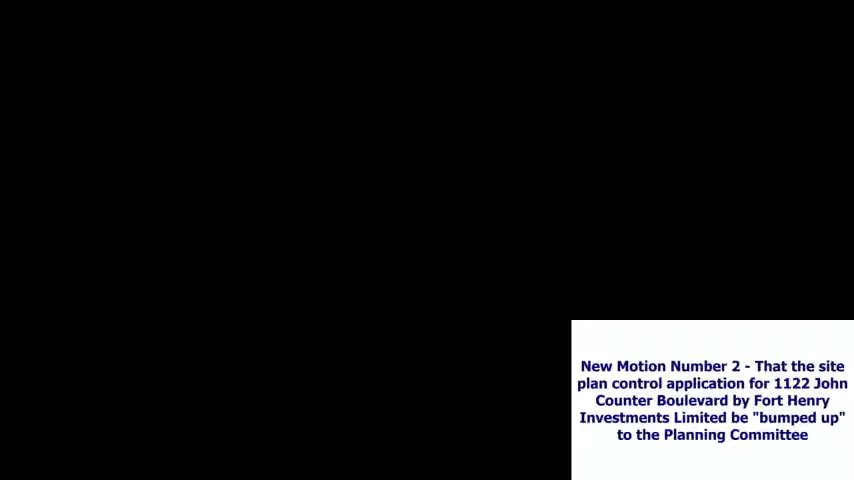 New Motion Number 2 - That the site
plan control application for 1122 John
Counter Boulevard by Fort Henry
Investments Limited be "bumped up"
to the Planning Committee